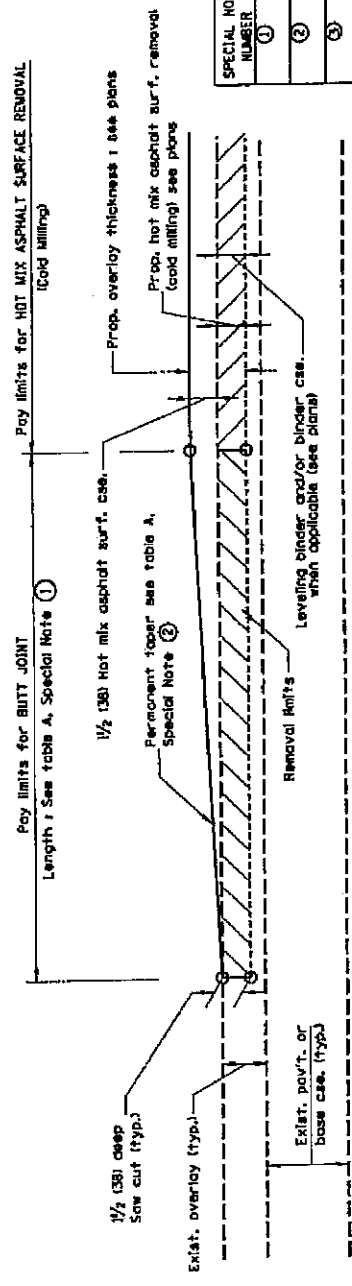 Pay limits for BUTT JOINT
Length : See table A, Special Note ①
Pay limits for HOT MIX ASPHALT SURFACE REMOVAL
(Cold Milling)
1½ (38) Hot mix asphalt surf. cse.
Permanent taper see table A,
Special Note ②
Prop. overlay thickness : see plans
Prop. hot mix asphalt surf. removal
(cold milling) see plans
1½ (38) deep
Saw cut (typ.)
Exist. overlay (typ.)
Exist. pav't. or
base cse. (typ.)
Removal limits
Leveling binder and/or binder cse.
when applicable (see plans)
SPECIAL NO
NUMBER
①
②
③